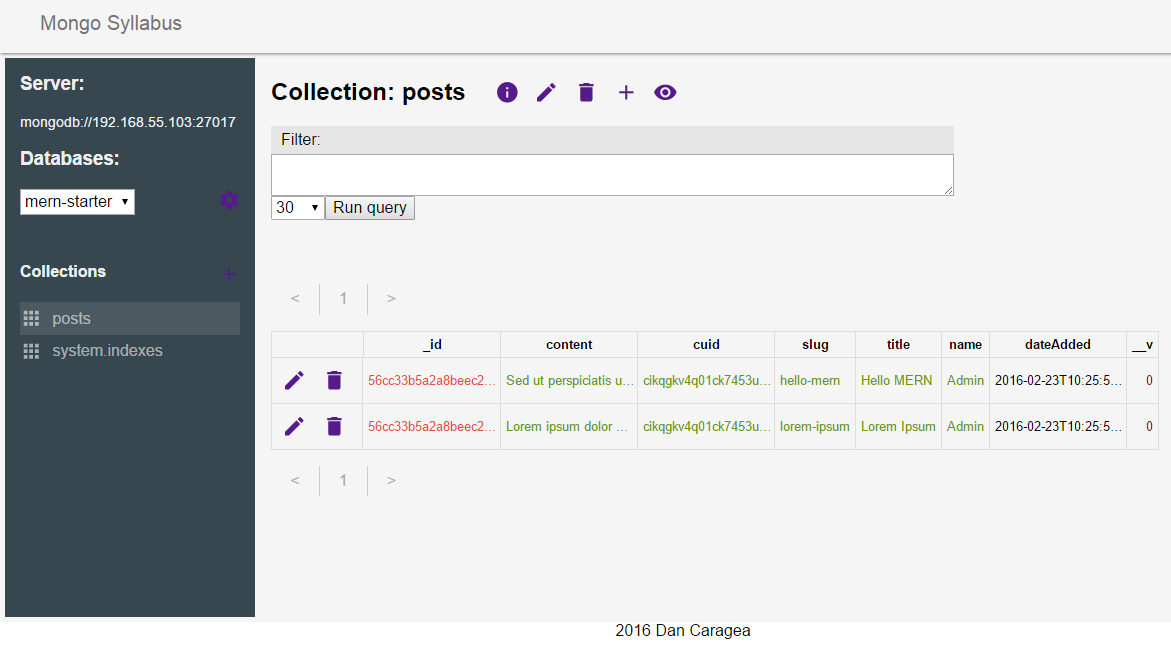 Mongo Syllabus
Server:
mongodb://192.168.55.103:27017
Databases:
mern-starter
Collections +
posts
system.indexes
Collection: posts
Filter:
30 Run query
< 1 >
_id content cuid slug title name dateAdded __v
56cc33b5a2a8beec2... Sed ut perspiciatis u... cikqgkv4q01ck7453u... hello-mern Hello MERN Admin 2016-02-23T10:25:5... 0
56cc33b5a2a8beec2... Lorem ipsum dolor ... cikqgkv4q01ck7453u... lorem-ipsum Lorem Ipsum Admin 2016-02-23T10:25:5... 0
< 1 >
2016 Dan Caragea